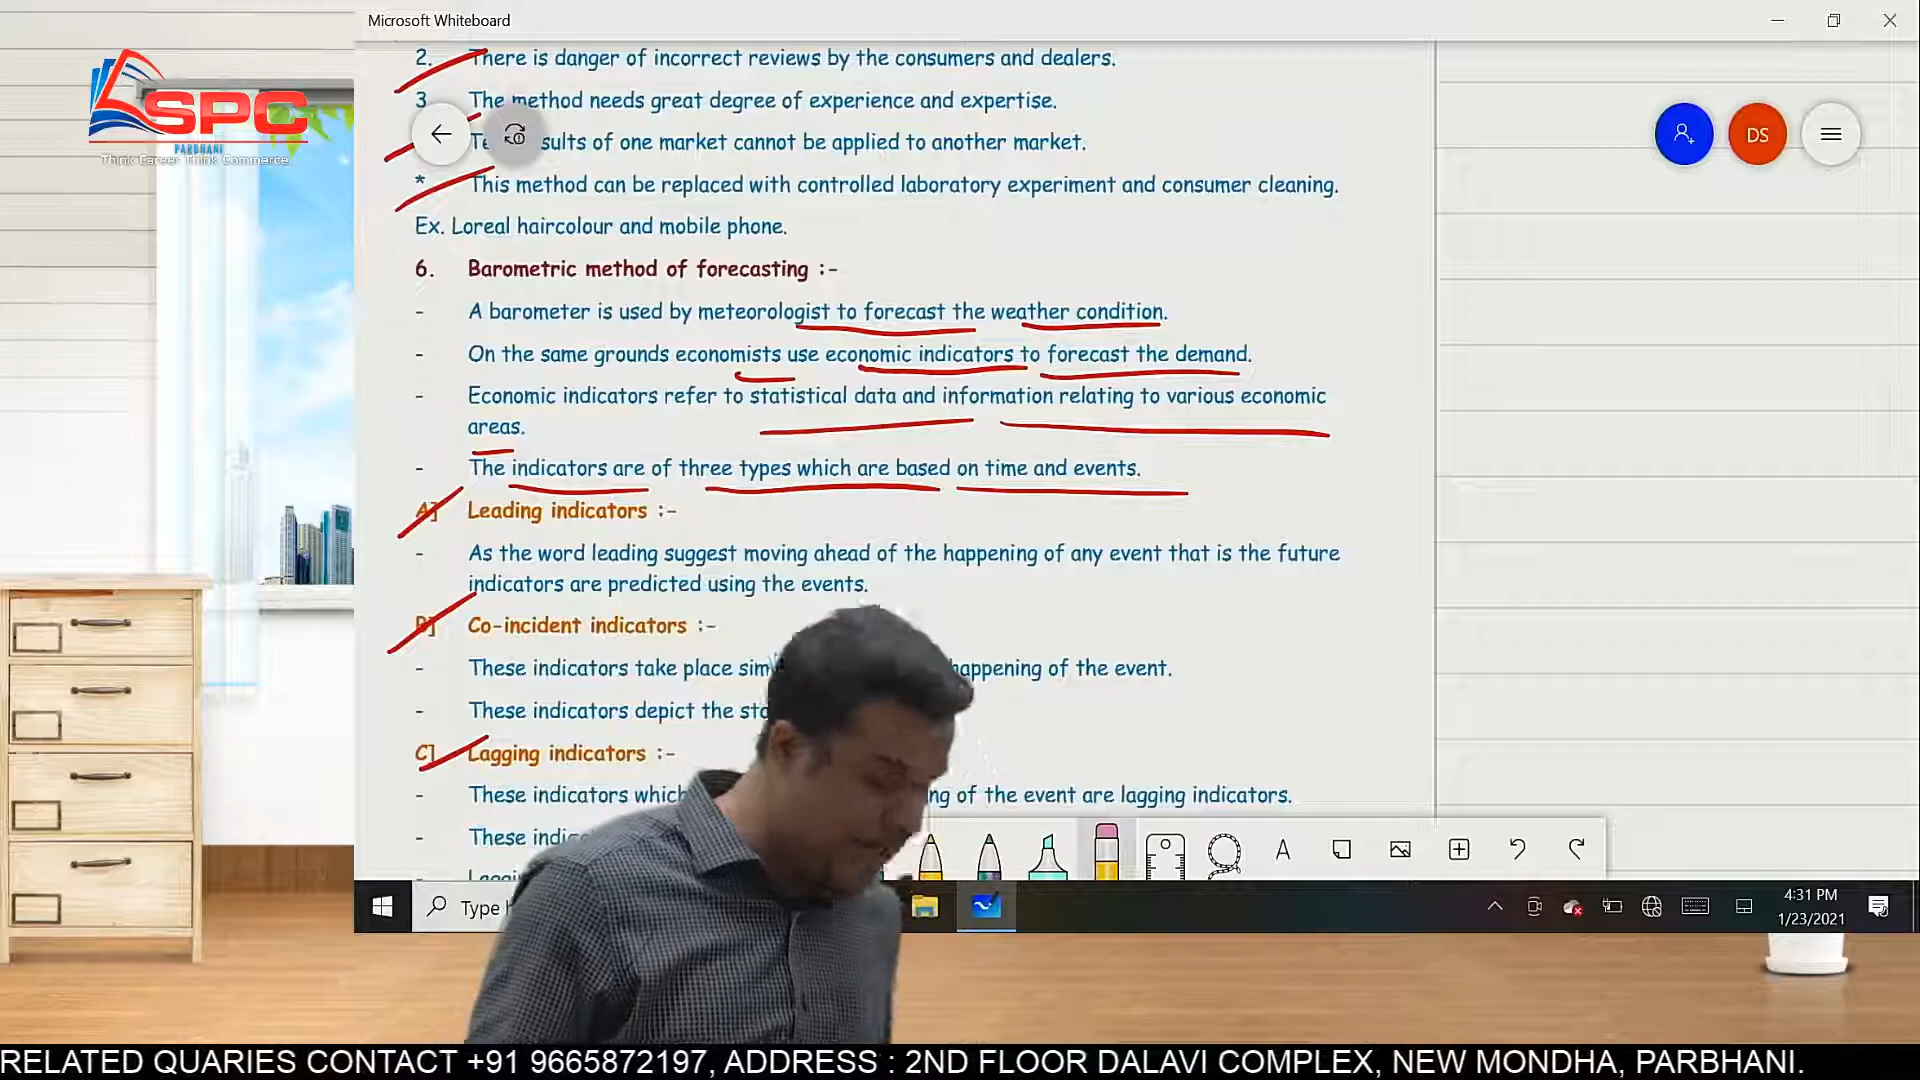 Microsoft Whiteboard
2. There is danger of incorrect reviews by the consumers and dealers.
3 The method needs great degree of experience and expertise.
sults of one market cannot be applied to another market.
* This method can be replaced with controlled laboratory experiment and consumer cleaning.
Ex. Loreal haircolour and mobile phone.
6. Barometric method of forecasting :-
- A barometer is used by meteorologist to forecast the weather condition.
- On the same grounds economists use economic indicators to forecast the demand.
- Economic indicators refer to statistical data and information relating to various economic
areas.
- The indicators are of three types which are based on time and events.
A] Leading indicators :-
- As the word leading suggest moving ahead of the happening of any event that is the future
indicators are predicted using the events.
B] Co-incident indicators :-
- These indicators take place sim happening of the event.
- These indicators depict the sta
C] Lagging indicators :-
- These indicators which ng of the event are lagging indicators.
- These indic
- Laggin
SPC
PARBHANI
Think Career Think Commerce.
DS
A
Type h
4:31 PM
1/23/2021
RELATED QUARIES CONTACT +91 9665872197, ADDRESS : 2ND FLOOR DALAVI COMPLEX, NEW MONDHA, PARBHANI.